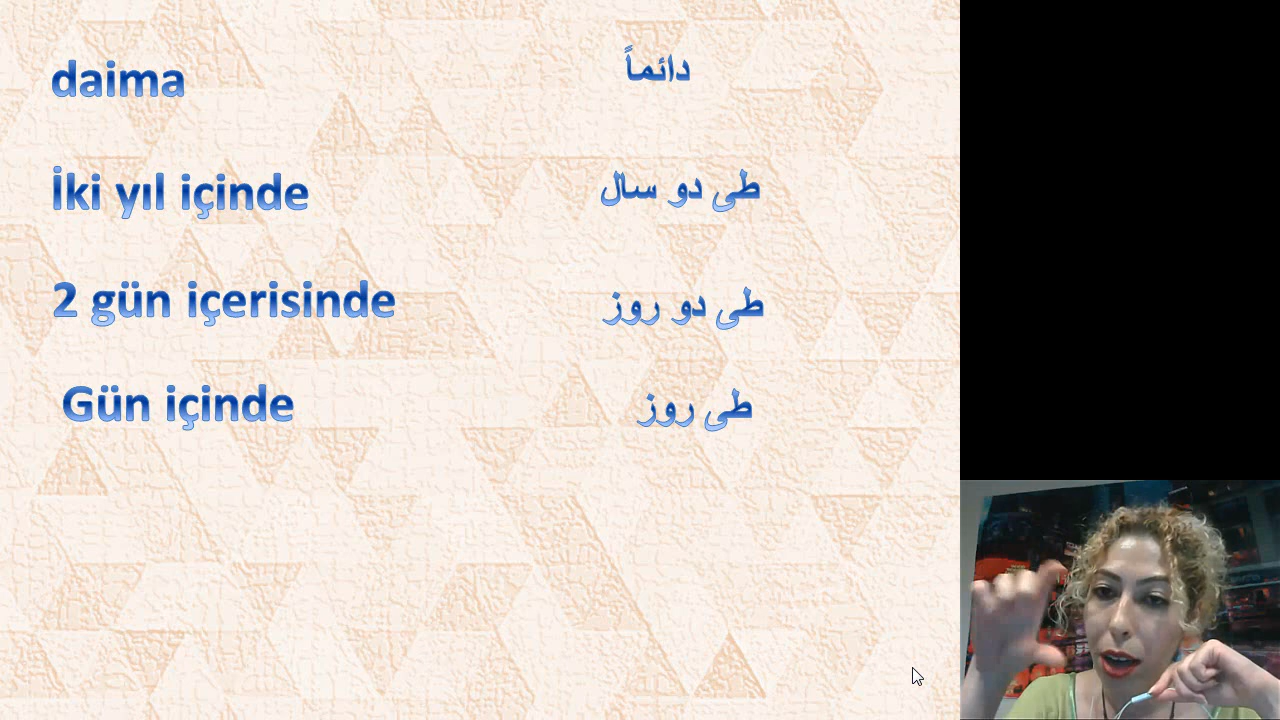 daima دائماً
İki yıl içinde طی دو سال
2 gün içerisinde طی دو روز
Gün içinde طی روز